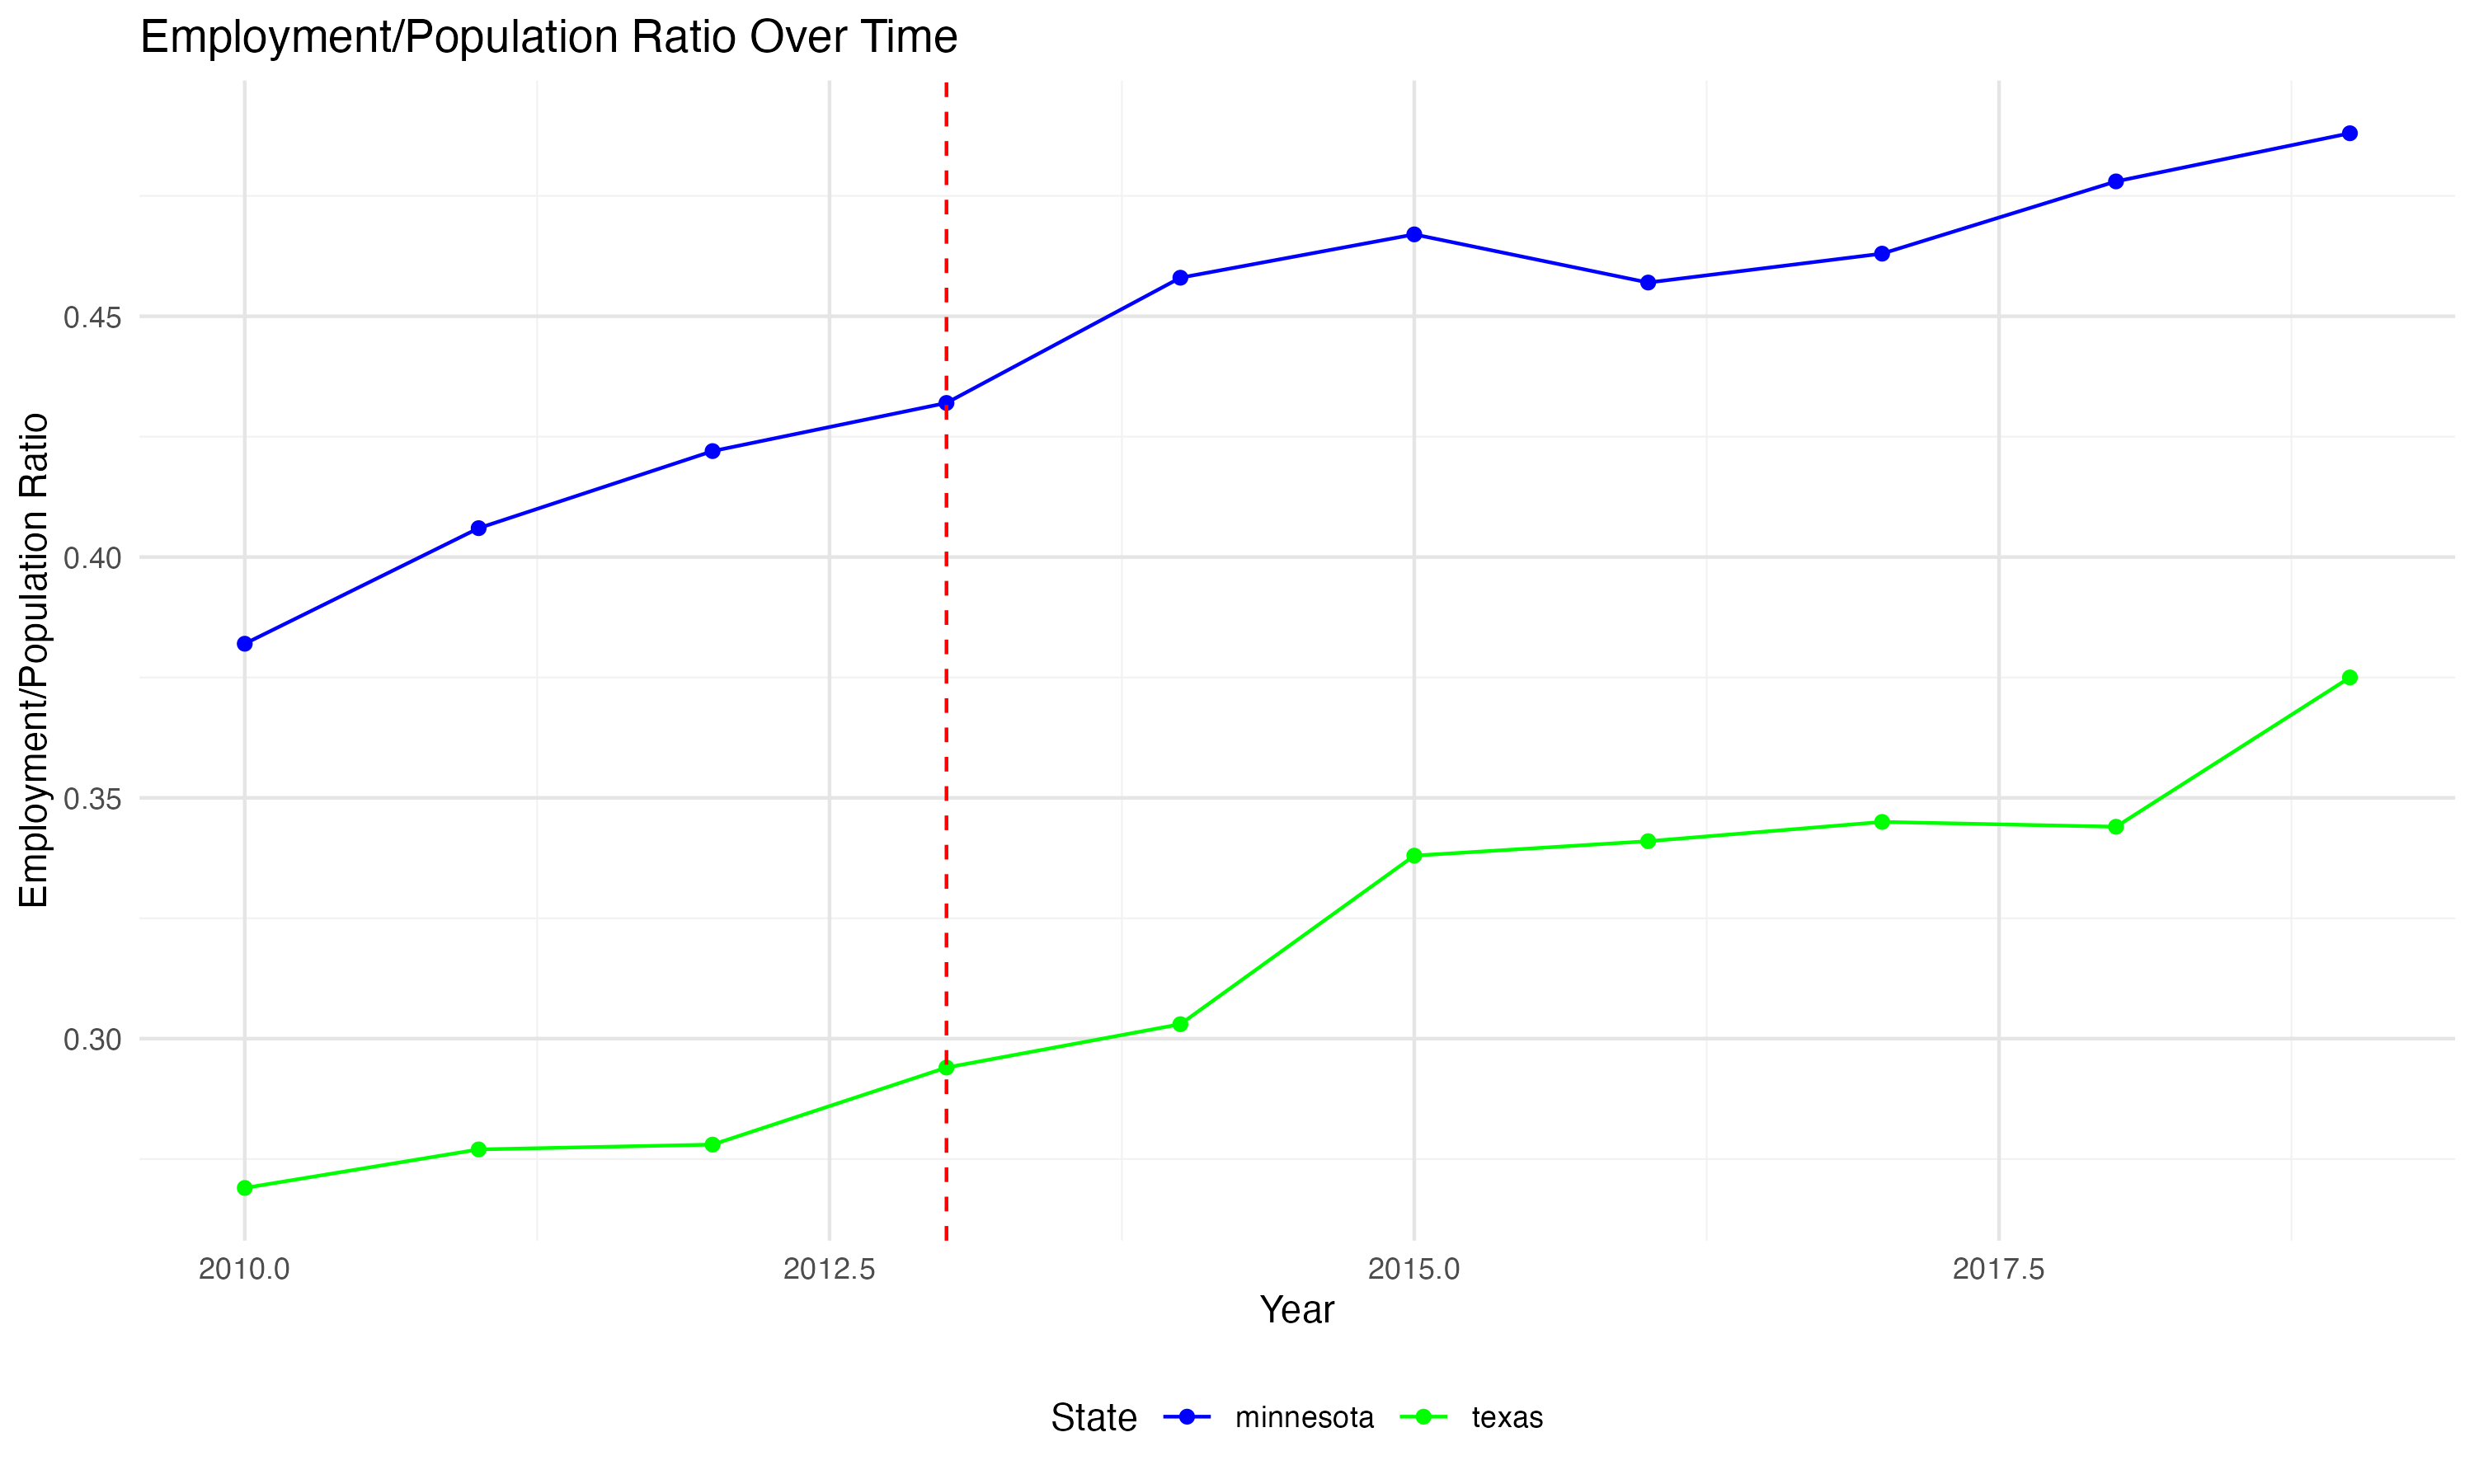 Employment/Population Ratio Over Time
Employment/Population Ratio
0.45
0.40
0.35
0.30
2010.0 2012.5 2015.0 2017.5
Year
State minnesota texas